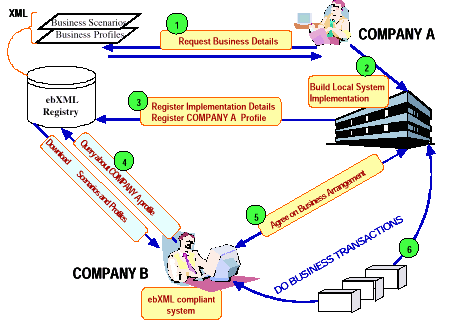 XML
Business Scenarios
Business Profiles
1
Request Business Details
COMPANY A
2
Build Local System
Implementation
ebXML
Registry
3
Register Implementation Details
Register COMPANY A Profile
4
Query about COMPANY A profile
Download
Scenarios and Profiles
5
Agree on Business Arrangement
6
DO BUSINESS TRANSACTIONS
COMPANY B
ebXML compliant
system